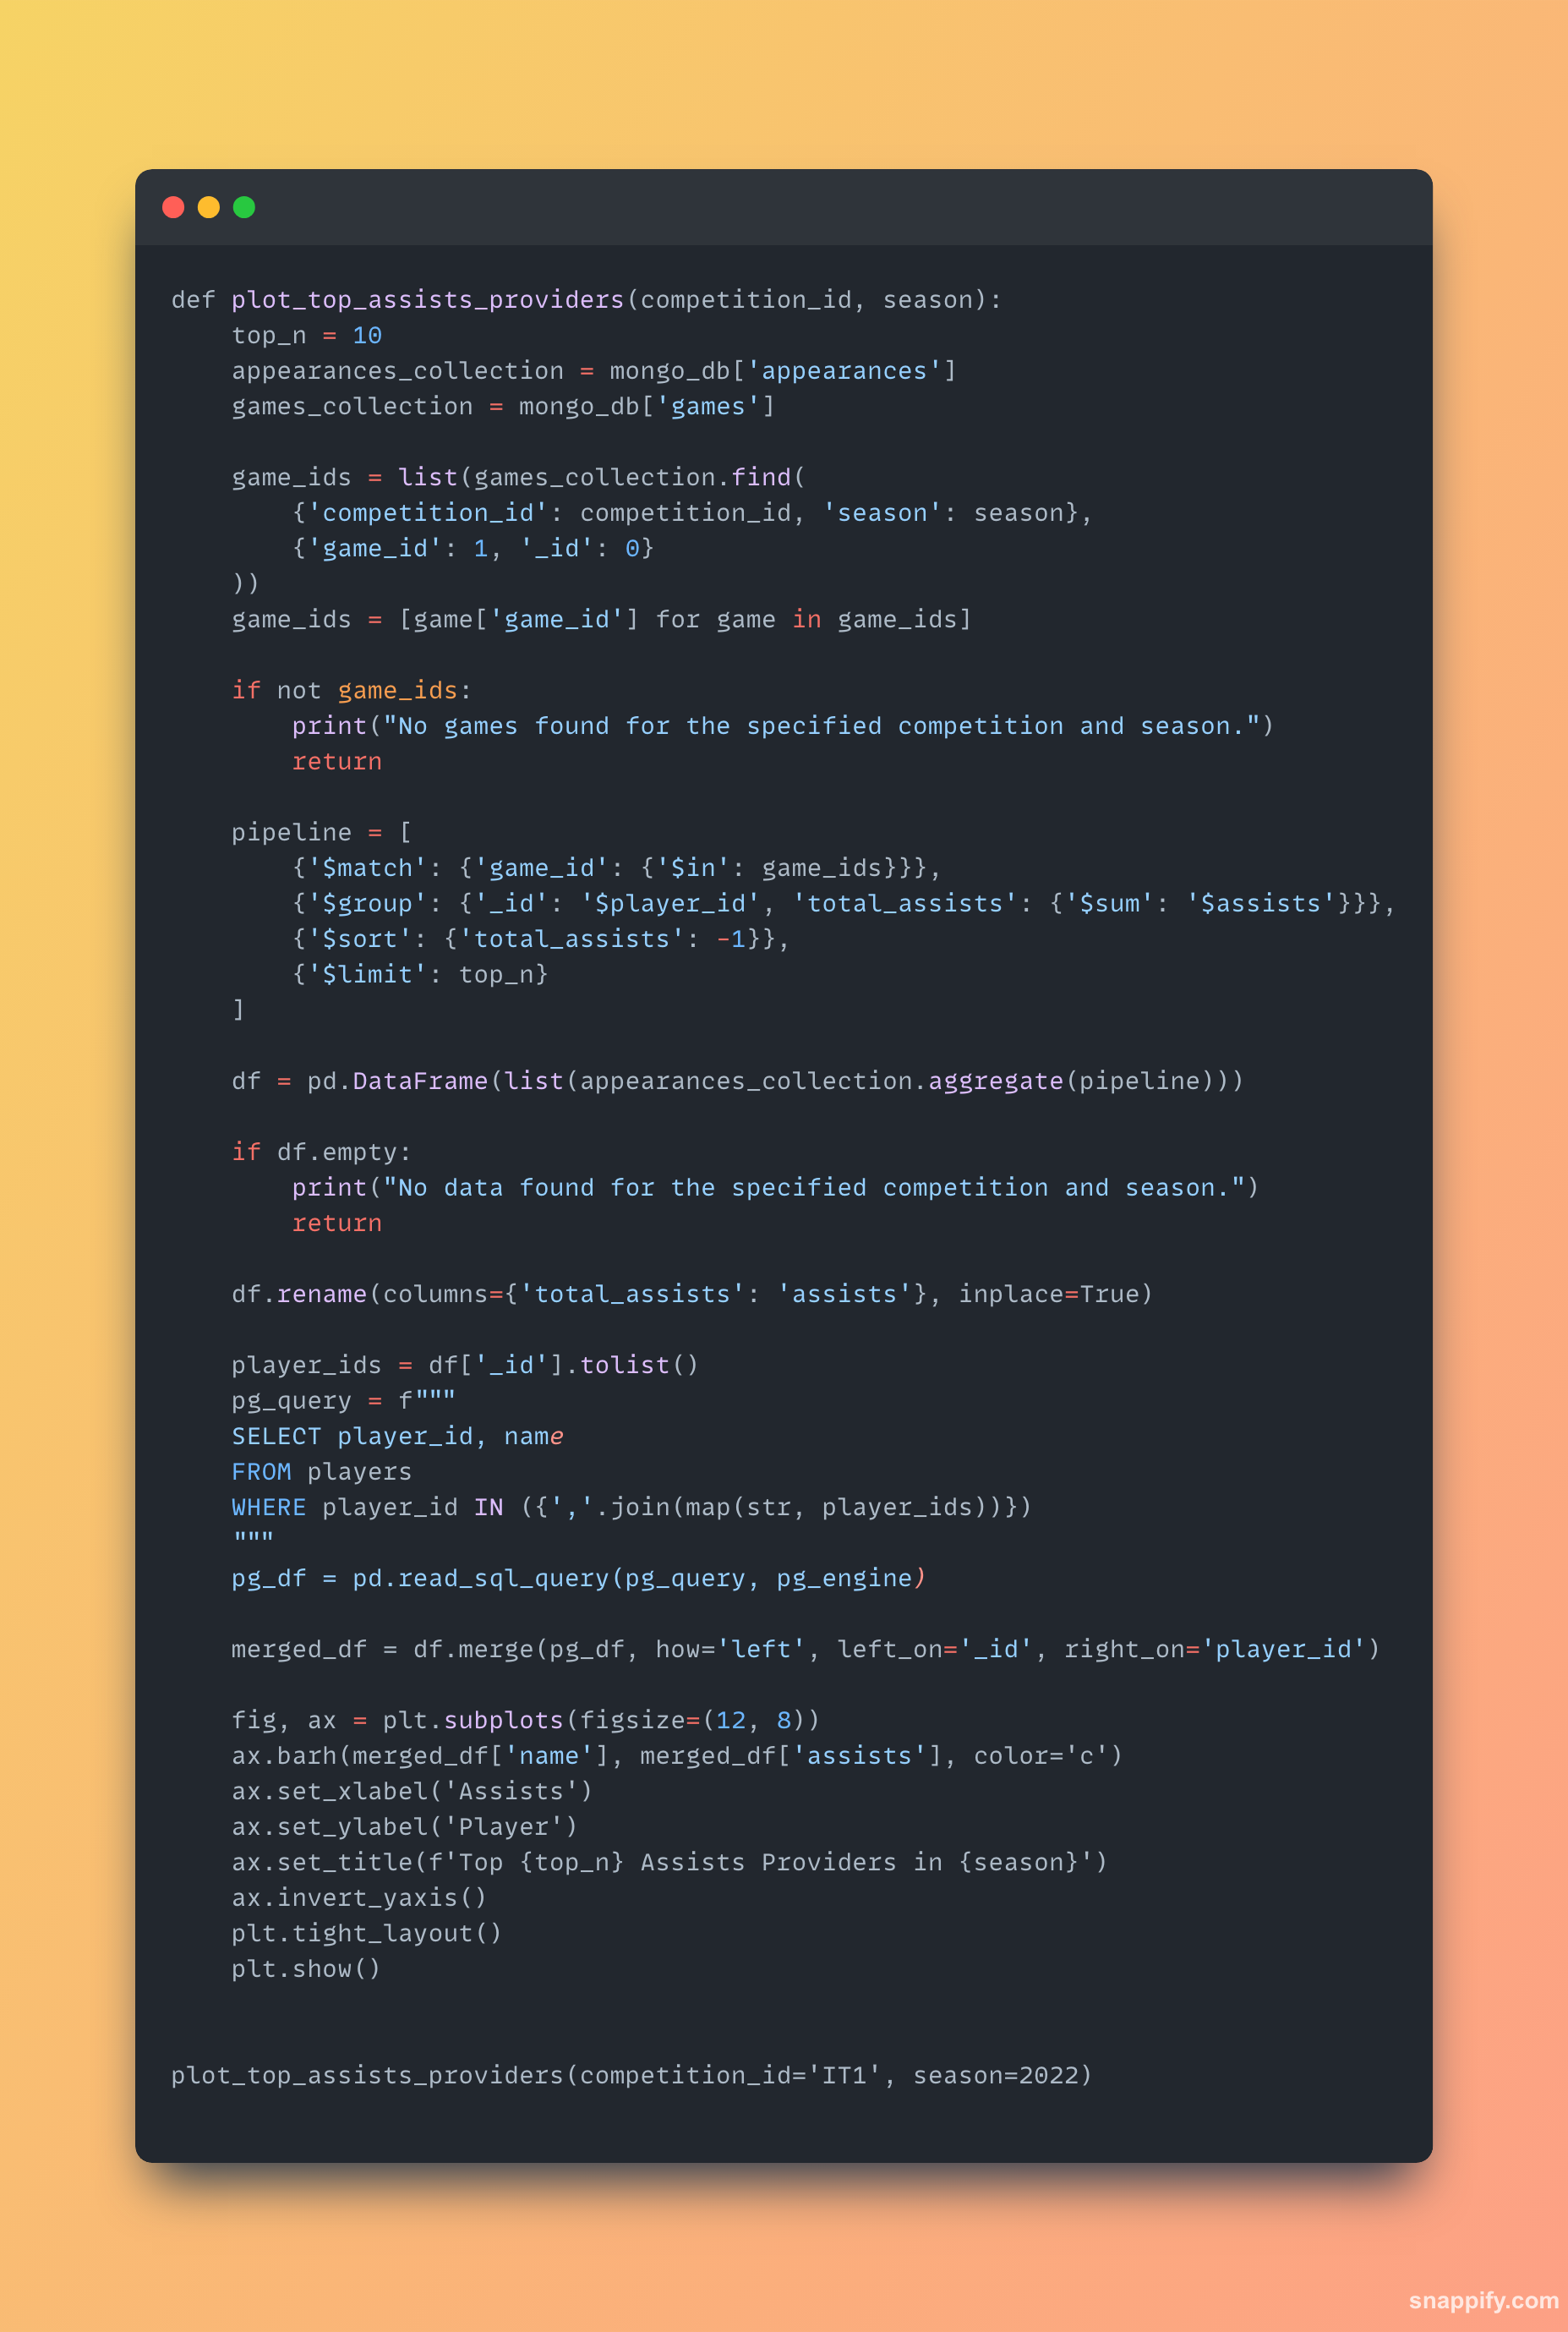 def plot_top_assists_providers(competition_id, season):
    top_n = 10
    appearances_collection = mongo_db['appearances']
    games_collection = mongo_db['games']

    game_ids = list(games_collection.find(
        {'competition_id': competition_id, 'season': season},
        {'game_id': 1, '_id': 0}
    ))
    game_ids = [game['game_id'] for game in game_ids]

    if not game_ids:
        print("No games found for the specified competition and season.")
        return

    pipeline = [
        {'$match': {'game_id': {'$in': game_ids}}},
        {'$group': {'_id': '$player_id', 'total_assists': {'$sum': '$assists'}}},
        {'$sort': {'total_assists': -1}},
        {'$limit': top_n}
    ]

    df = pd.DataFrame(list(appearances_collection.aggregate(pipeline)))

    if df.empty:
        print("No data found for the specified competition and season.")
        return

    df.rename(columns={'total_assists': 'assists'}, inplace=True)

    player_ids = df['_id'].tolist()
    pg_query = f"""
    SELECT player_id, name
    FROM players
    WHERE player_id IN ({','.join(map(str, player_ids))})
    """
    pg_df = pd.read_sql_query(pg_query, pg_engine)

    merged_df = df.merge(pg_df, how='left', left_on='_id', right_on='player_id')

    fig, ax = plt.subplots(figsize=(12, 8))
    ax.barh(merged_df['name'], merged_df['assists'], color='c')
    ax.set_xlabel('Assists')
    ax.set_ylabel('Player')
    ax.set_title(f'Top {top_n} Assists Providers in {season}')
    ax.invert_yaxis()
    plt.tight_layout()
    plt.show()


plot_top_assists_providers(competition_id='IT1', season=2022)
snappify.com